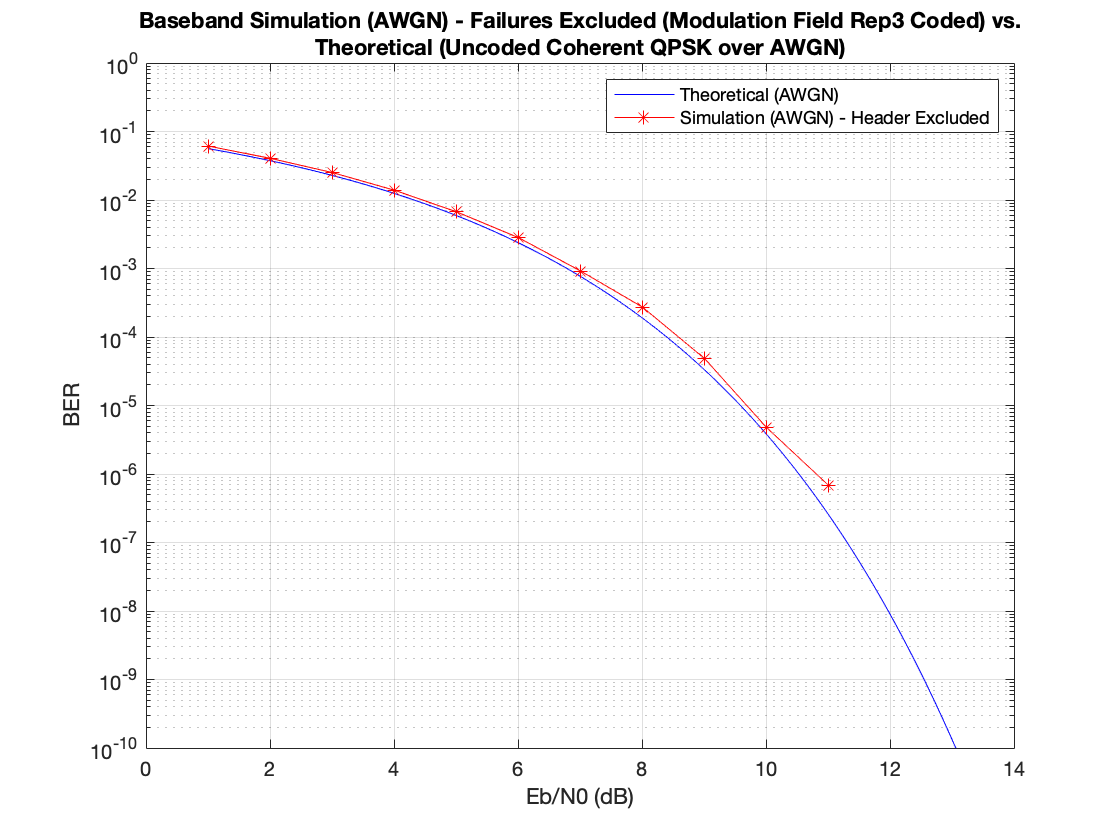 Baseband Simulation (AWGN) - Failures Excluded (Modulation Field Rep3 Coded) vs.
Theoretical (Uncoded Coherent QPSK over AWGN)
Theoretical (AWGN)
Simulation (AWGN) - Header Excluded
10^0
10^-1
10^-2
10^-3
10^-4
10^-5
10^-6
10^-7
10^-8
10^-9
10^-10
BER
0 2 4 6 8 10 12 14
Eb/N0 (dB)